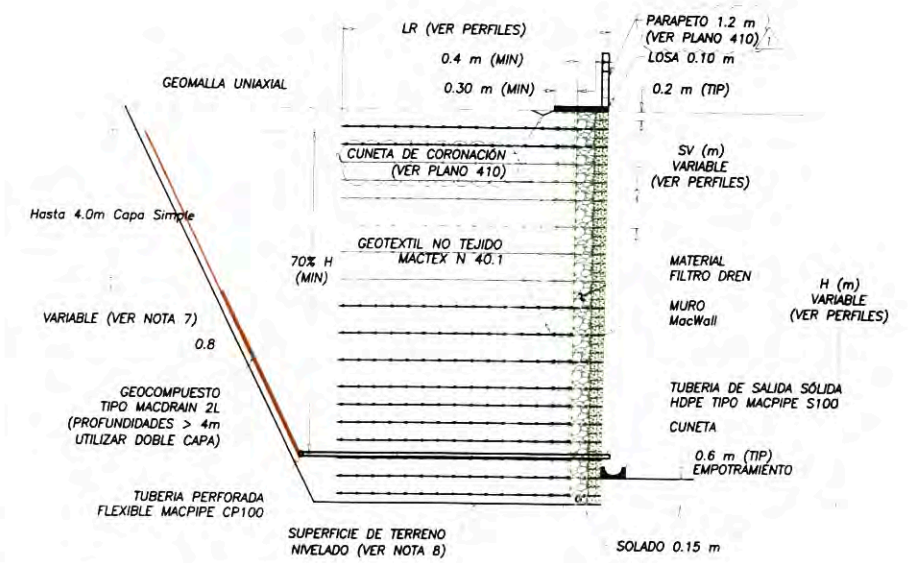 LR (VER PERFILES)
PARAPETO 1.2 m
(VER PLANO 410)
0.4 m (MIN)
LOSA 0.10 m
GEOMALLA UNIAXIAL
0.30 m (MIN)
0.2 m (TIP)
CUNETA DE CORONACIÓN
(VER PLANO 410)
SV (m)
VARIABLE
(VER PERFILES)
Hasta 4.0m Capa Simple
GEOTEXTIL NO TEJIDO
MACTEX N 40.1
70% H
(MIN)
MATERIAL
FILTRO DREN
H (m)
VARIABLE
(VER PERFILES)
MURO
MacWall
VARIABLE (VER NOTA 7)
0.8
GEOCOMPUESTO
TIPO MACDRAIN 2L
(PROFUNDIDADES > 4m
UTILIZAR DOBLE CAPA)
TUBERIA DE SALIDA SÓLIDA
HDPE TIPO MACPIPE S100
CUNETA
0.6 m (TIP)
EMPOTRAMIENTO
TUBERIA PERFORADA
FLEXIBLE MACPIPE CP100
SUPERFICIE DE TERRENO
NIVELADO (VER NOTA 8)
SOLADO 0.15 m